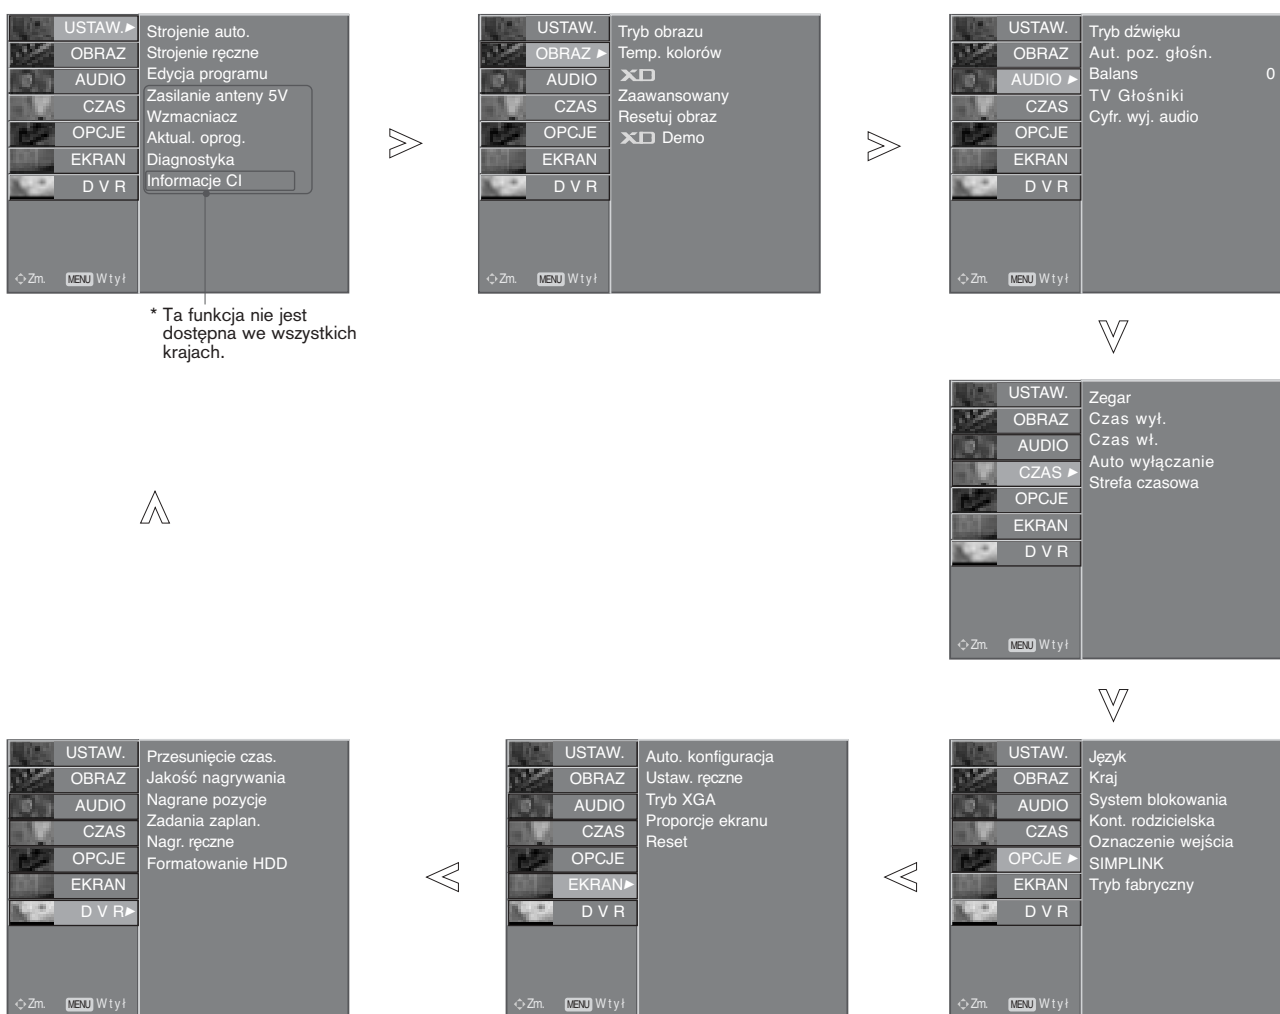 USTAW.
OBRAZ
AUDIO
CZAS
OPCJE
EKRAN
D V R
Zm. MENU Wtył
Strojenie auto.
Strojenie ręczne
Edycja programu
Zasilanie anteny 5V
Wzmacniacz
Aktual. oprog.
Diagnostyka
Informacje CI
* Ta funkcja nie jest
dostępna we wszystkich
krajach.
USTAW.
OBRAZ
AUDIO
CZAS
OPCJE
EKRAN
D V R
Zm. MENU Wtył
Tryb obrazu
Temp. kolorów
XD
Zaawansowany
Resetuj obraz
XD Demo
USTAW.
OBRAZ
AUDIO
CZAS
OPCJE
EKRAN
D V R
Zm. MENU Wtył
Tryb dźwięku
Aut. poz. głośn.
Balans 0
TV Głośniki
Cyfr. wyj. audio
USTAW.
OBRAZ
AUDIO
CZAS
OPCJE
EKRAN
D V R
Zm. MENU Wtył
Zegar
Czas wył.
Czas wł.
Auto wyłączanie
Strefa czasowa
USTAW.
OBRAZ
AUDIO
CZAS
OPCJE
EKRAN
D V R
Zm. MENU Wtył
Przesunięcie czas.
Jakość nagrywania
Nagrane pozycje
Zadania zaplan.
Nagr. ręczne
Formatowanie HDD
USTAW.
OBRAZ
AUDIO
CZAS
OPCJE
EKRAN
D V R
Zm. MENU Wtył
Auto. konfiguracja
Ustaw. ręczne
Tryb XGA
Proporcje ekranu
Reset
USTAW.
OBRAZ
AUDIO
CZAS
OPCJE
EKRAN
D V R
Zm. MENU Wtył
Język
Kraj
System blokowania
Kont. rodzicielska
Oznaczenie wejścia
SIMPLINK
Tryb fabryczny